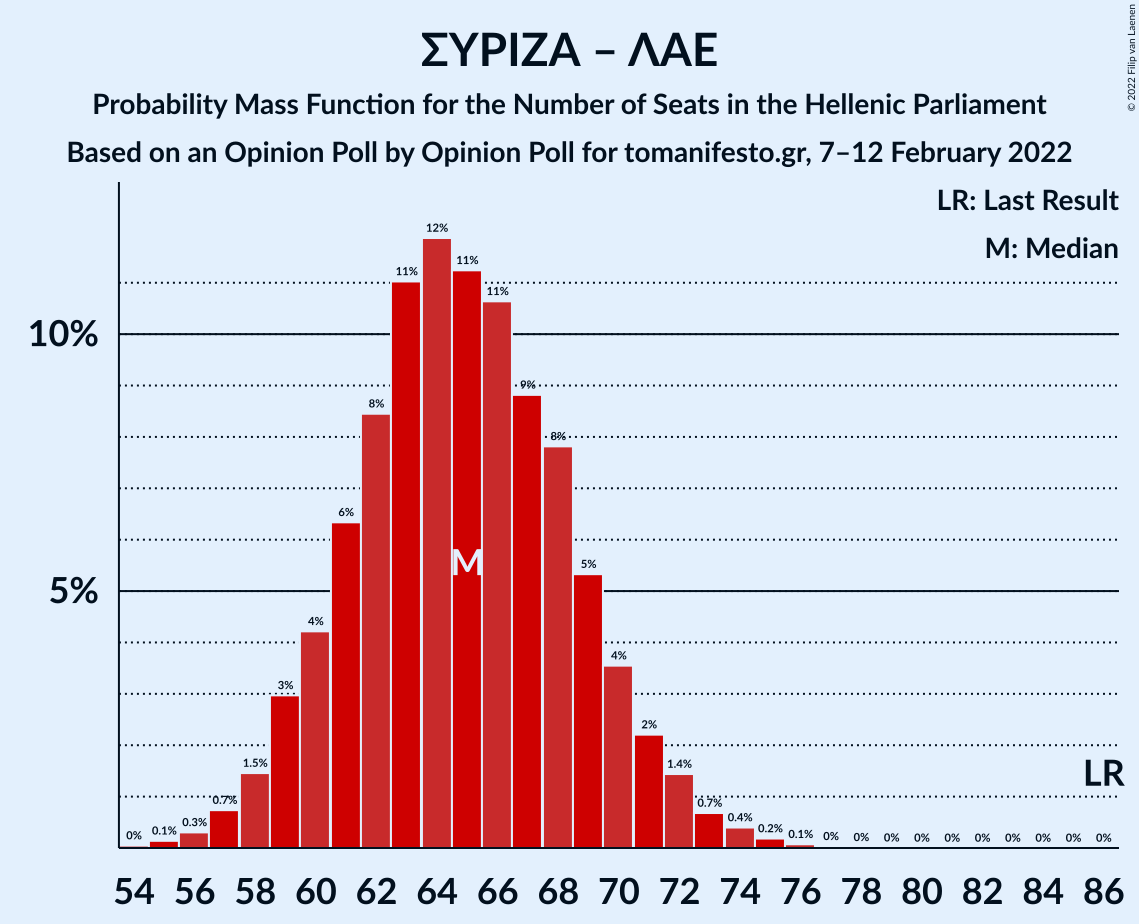 ΣΥΡΙΖΑ – ΛΑΕ
Probability Mass Function for the Number of Seats in the Hellenic Parliament
Based on an Opinion Poll by Opinion Poll for tomanifesto.gr, 7–12 February 2022
© 2022 Filip van Laenen
LR: Last Result
M: Median
12%
11% 11%
11%
10%
9%
8%
8%
6%
M
5%
5%
4%
4%
3%
2%
LR
1.5% 1.4%
0% 0.1% 0.3% 0.7% 0.7% 0.4% 0.2% 0.1% 0% 0% 0% 0% 0% 0% 0% 0% 0% 0%
54 56 58 60 62 64 66 68 70 72 74 76 78 80 82 84 86